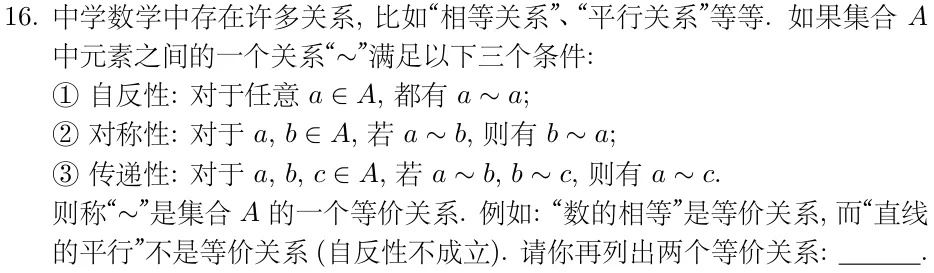 16. 中学数学中存在许多关系, 比如“相等关系”、“平行关系”等等. 如果集合 A
中元素之间的一个关系“∼”满足以下三个条件:
① 自反性: 对于任意 a ∈ A, 都有 a ∼ a;
② 对称性: 对于 a, b ∈ A, 若 a ∼ b, 则有 b ∼ a;
③ 传递性: 对于 a, b, c ∈ A, 若 a ∼ b, b ∼ c, 则有 a ∼ c.
则称“∼”是集合 A 的一个等价关系. 例如: “数的相等”是等价关系, 而“直线
的平行”不是等价关系 (自反性不成立). 请你再列出两个等价关系: ______.